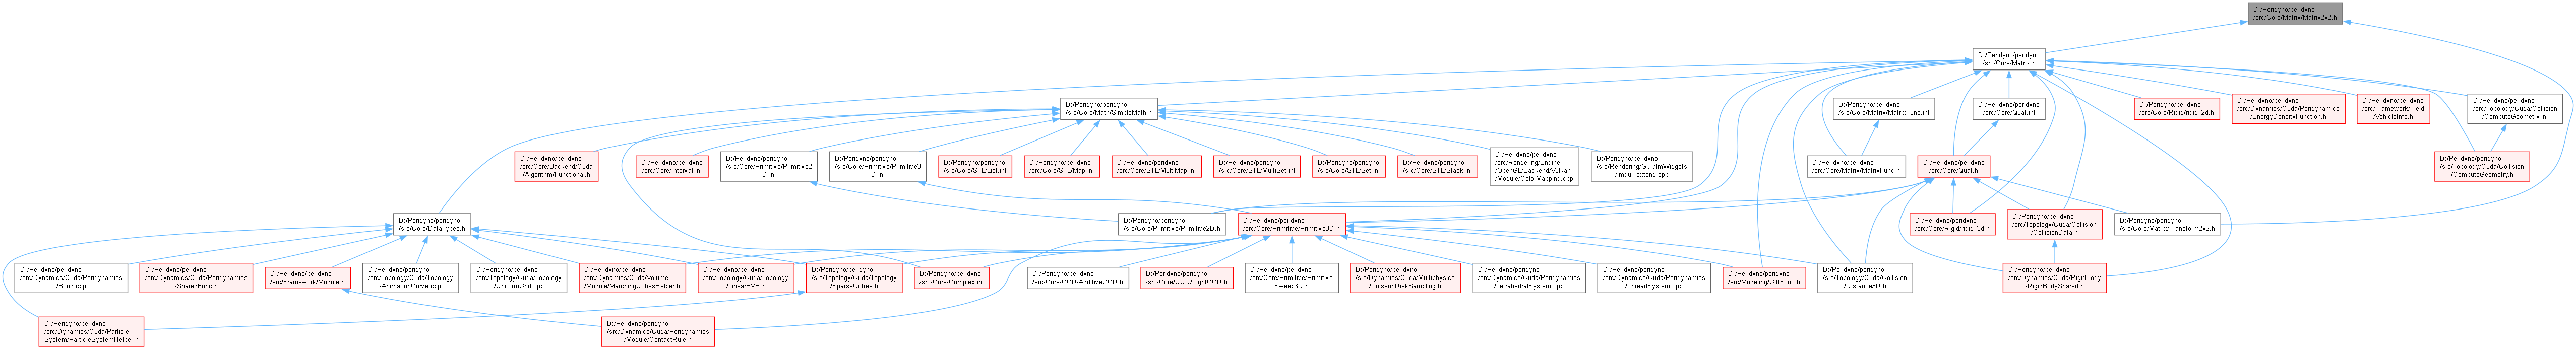 D:/Peridyno/peridyno
/src/Core/Matrix/Matrix2x2.h
D:/Peridyno/peridyno
/src/Core/Matrix.h
D:/Peridyno/peridyno
/src/Core/Math/SimpleMath.h
D:/Peridyno/peridyno
/src/Core/Matrix/MatrixFunc.inl
D:/Peridyno/peridyno
/src/Core/Quat.inl
D:/Peridyno/peridyno
/src/Core/Rigid/rigid_2d.h
D:/Peridyno/peridyno
/src/Dynamics/Cuda/Peridynamics
/EnergyDensityFunction.h
D:/Peridyno/peridyno
/src/Framework/Field
/VehicleInfo.h
D:/Peridyno/peridyno
/src/Topology/Cuda/Collision
/ComputeGeometry.inl
D:/Peridyno/peridyno
/src/Core/Backend/Cuda
/Algorithm/Functional.h
D:/Peridyno/peridyno
/src/Core/Interval.inl
D:/Peridyno/peridyno
/src/Core/Primitive/Primitive2
D.inl
D:/Peridyno/peridyno
/src/Core/Primitive/Primitive3
D.inl
D:/Peridyno/peridyno
/src/Core/STL/List.inl
D:/Peridyno/peridyno
/src/Core/STL/Map.inl
D:/Peridyno/peridyno
/src/Core/STL/MultiMap.inl
D:/Peridyno/peridyno
/src/Core/STL/MultiSet.inl
D:/Peridyno/peridyno
/src/Core/STL/Set.inl
D:/Peridyno/peridyno
/src/Core/STL/Stack.inl
D:/Peridyno/peridyno
/src/Rendering/Engine
/OpenGL/Backend/Vulkan
/Module/ColorMapping.cpp
D:/Peridyno/peridyno
/src/Rendering/GUI/ImWidgets
/imgui_extend.cpp
D:/Peridyno/peridyno
/src/Core/Matrix/MatrixFunc.h
D:/Peridyno/peridyno
/src/Core/Quat.h
D:/Peridyno/peridyno
/src/Topology/Cuda/Collision
/ComputeGeometry.h
D:/Peridyno/peridyno
/src/Core/DataTypes.h
D:/Peridyno/peridyno
/src/Core/Primitive/Primitive2D.h
D:/Peridyno/peridyno
/src/Core/Primitive/Primitive3D.h
D:/Peridyno/peridyno
/src/Core/Rigid/rigid_3d.h
D:/Peridyno/peridyno
/src/Topology/Cuda/Collision
/CollisionData.h
D:/Peridyno/peridyno
/src/Core/Matrix/Transform2x2.h
D:/Peridyno/peridyno
/src/Dynamics/Cuda/Peridynamics
/Bond.cpp
D:/Peridyno/peridyno
/src/Dynamics/Cuda/Peridynamics
/SharedFunc.h
D:/Peridyno/peridyno
/src/Framework/Module.h
D:/Peridyno/peridyno
/src/Topology/Cuda/Topology
/AnimationCurve.cpp
D:/Peridyno/peridyno
/src/Topology/Cuda/Topology
/UniformGrid.cpp
D:/Peridyno/peridyno
/src/Dynamics/Cuda/Volume
/Module/MarchingCubesHelper.h
D:/Peridyno/peridyno
/src/Topology/Cuda/Topology
/LinearBVH.h
D:/Peridyno/peridyno
/src/Topology/Cuda/Topology
/SparseOctree.h
D:/Peridyno/peridyno
/src/Core/Complex.inl
D:/Peridyno/peridyno
/src/Core/CCD/AdditiveCCD.h
D:/Peridyno/peridyno
/src/Core/CCD/TightCCD.h
D:/Peridyno/peridyno
/src/Core/Primitive/Primitive
Sweep3D.h
D:/Peridyno/peridyno
/src/Dynamics/Cuda/Multiphysics
/PoissonDiskSampling.h
D:/Peridyno/peridyno
/src/Dynamics/Cuda/Peridynamics
/TetrahedralSystem.cpp
D:/Peridyno/peridyno
/src/Dynamics/Cuda/Peridynamics
/ThreadSystem.cpp
D:/Peridyno/peridyno
/src/Modeling/GltfFunc.h
D:/Peridyno/peridyno
/src/Topology/Cuda/Collision
/Distance3D.h
D:/Peridyno/peridyno
/src/Dynamics/Cuda/RigidBody
/RigidBodyShared.h
D:/Peridyno/peridyno
/src/Dynamics/Cuda/Particle
System/ParticleSystemHelper.h
D:/Peridyno/peridyno
/src/Dynamics/Cuda/Peridynamics
/Module/ContactRule.h